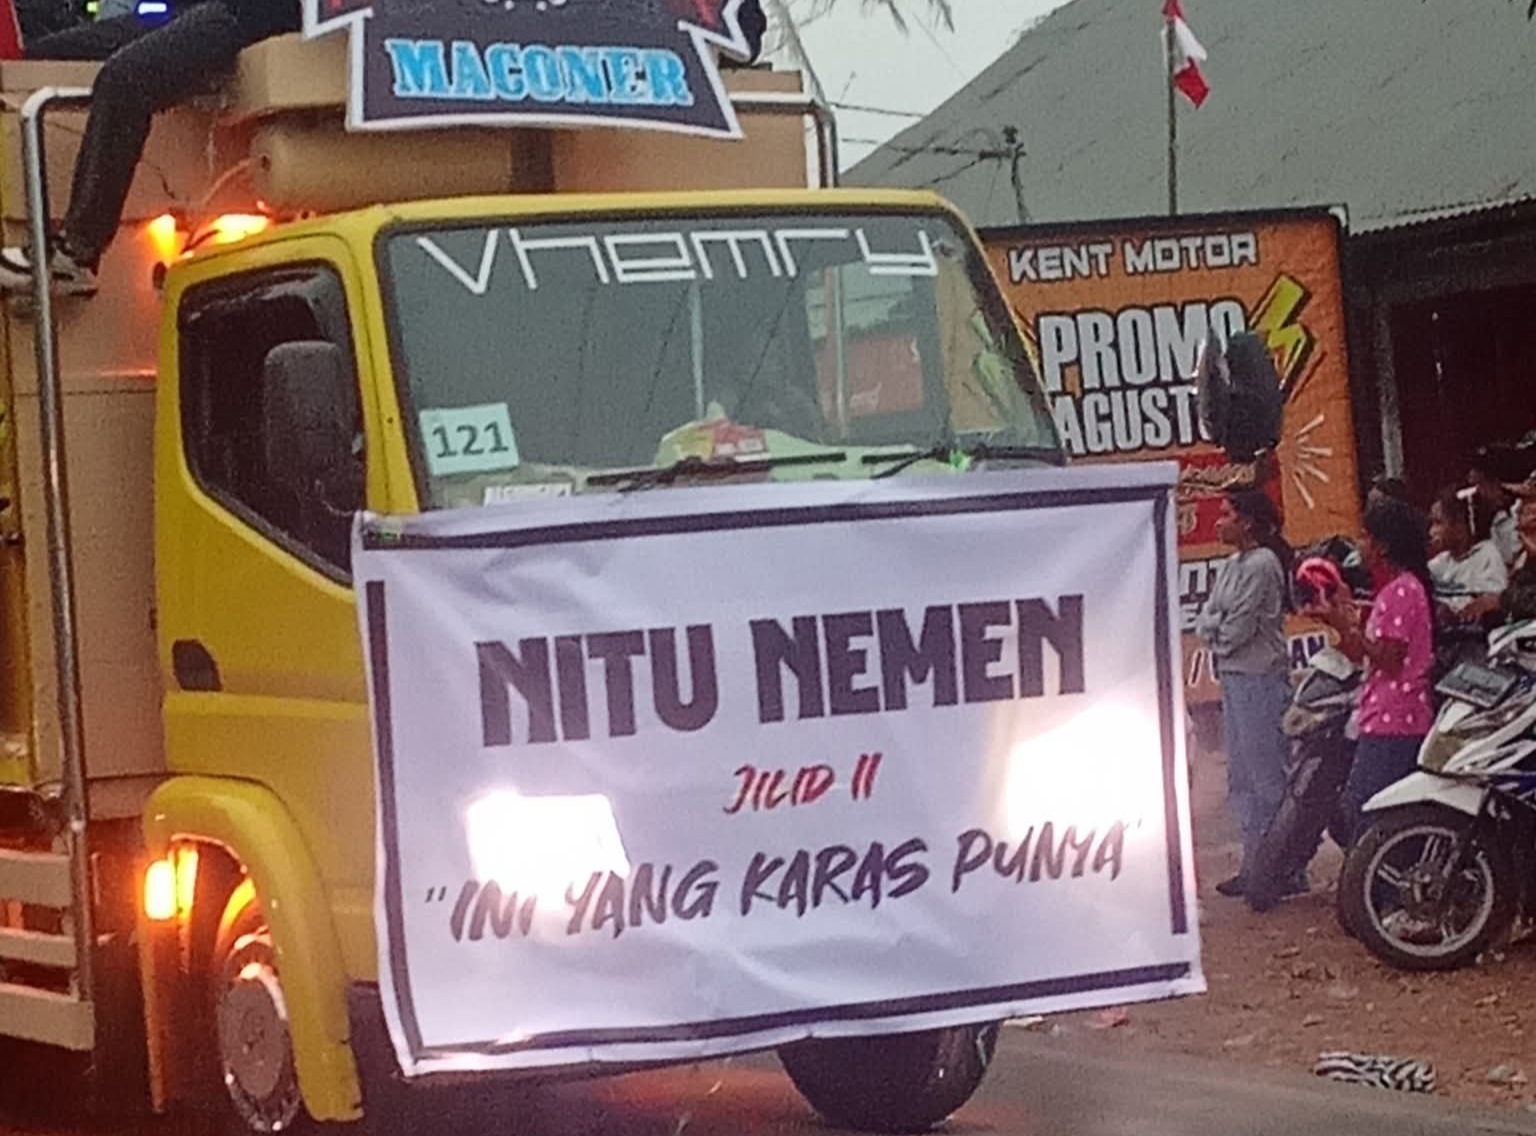 MACONER
Vhemry
121
KENT MOTOR
PROMO
AGUST
NITU NEMEN
JILID II
"INI YANG KARAS PUNYA"